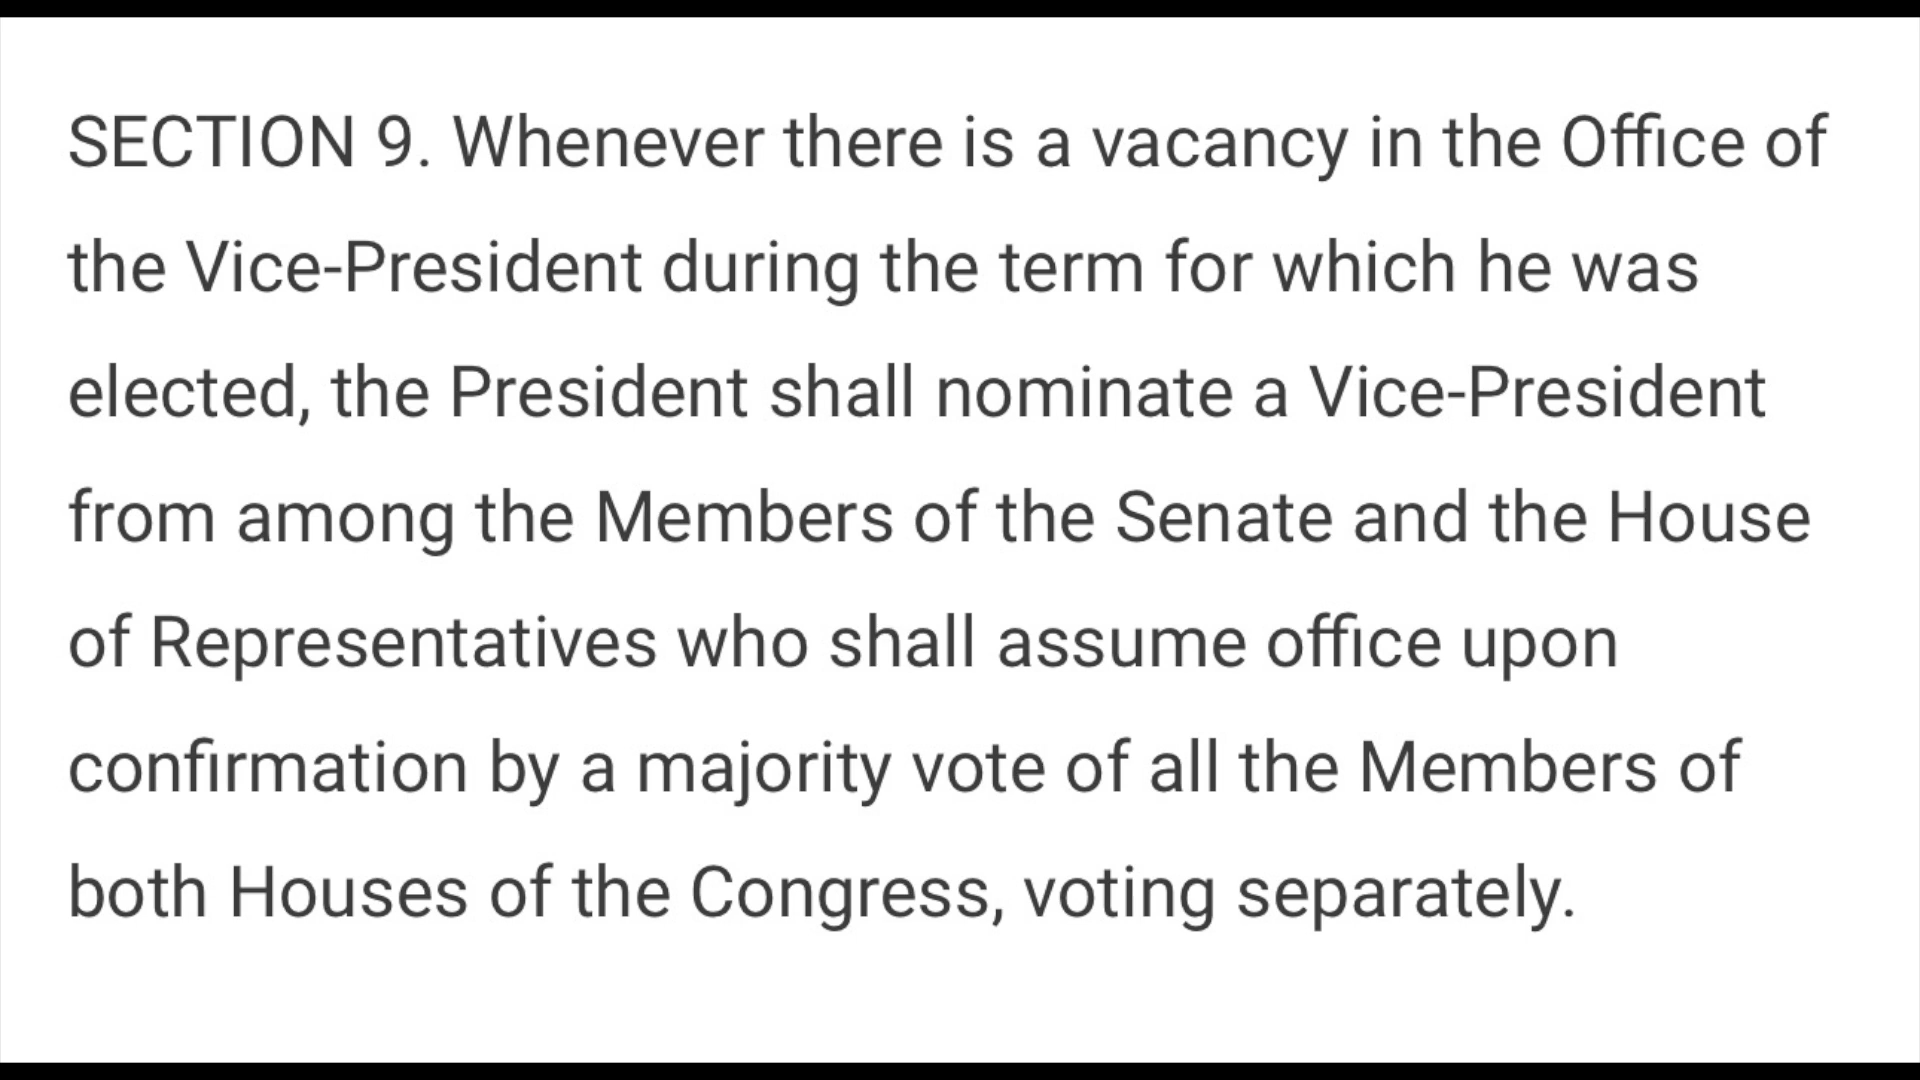 SECTION 9. Whenever there is a vacancy in the Office of
the Vice-President during the term for which he was
elected, the President shall nominate a Vice-President
from among the Members of the Senate and the House
of Representatives who shall assume office upon
confirmation by a majority vote of all the Members of
both Houses of the Congress, voting separately.